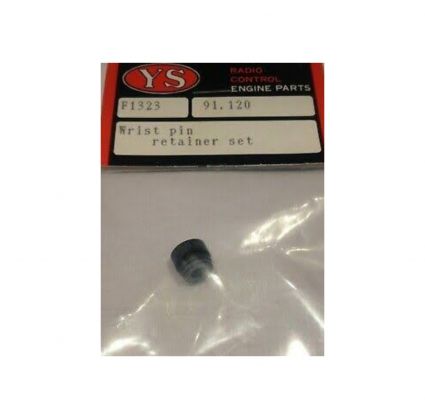 YS
RADIO
CONTROL
ENGINE PARTS
F1323
91.120
Wrist pin
retainer set